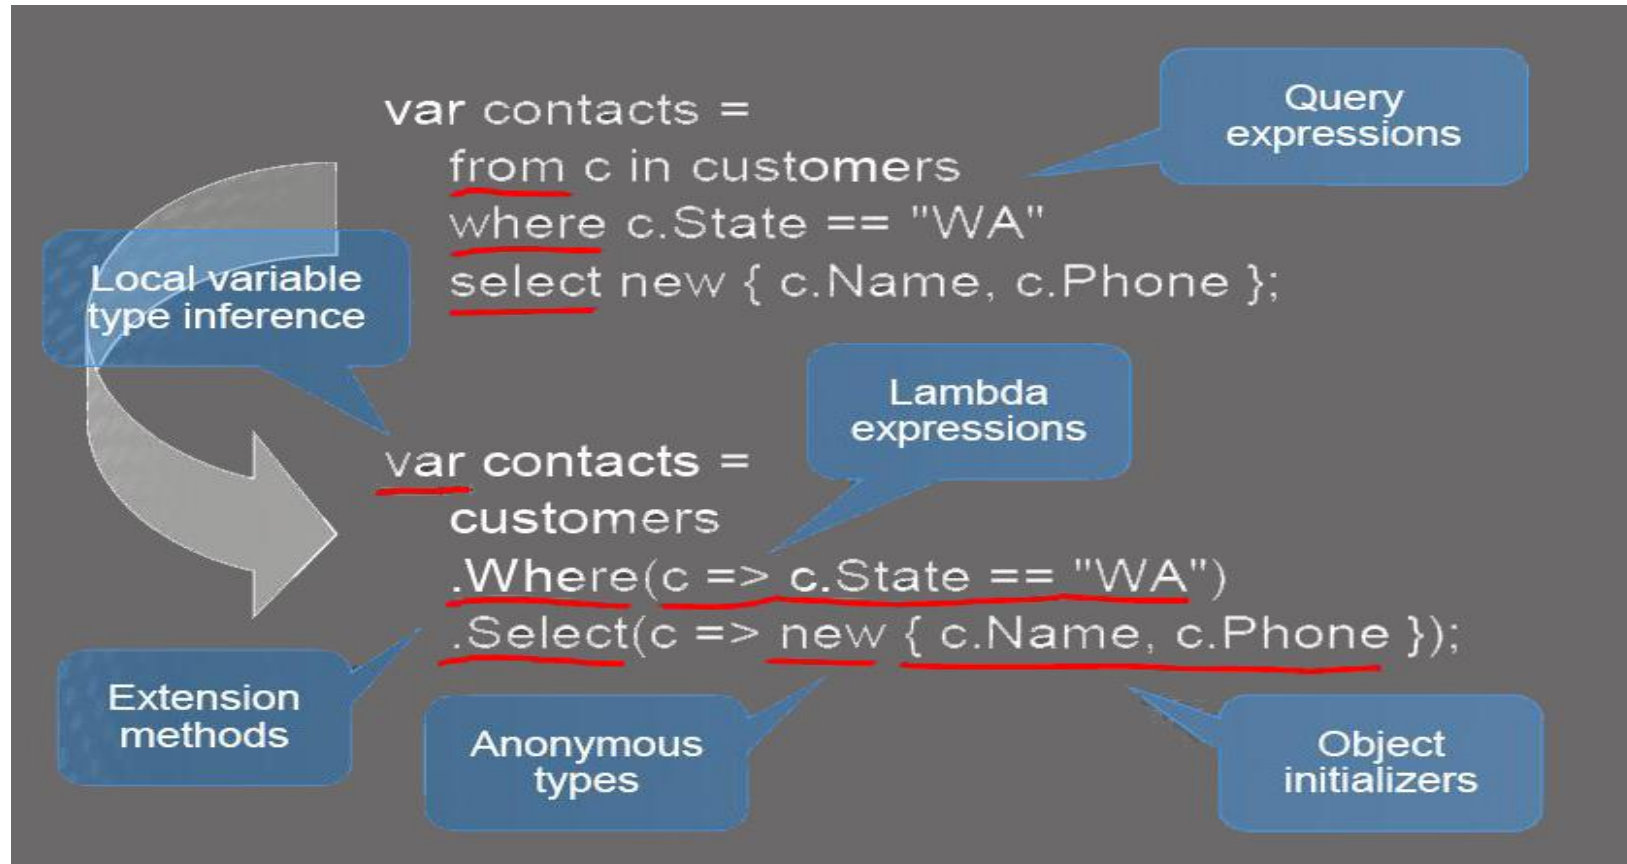 var contacts =
from c in customers
where c.State == "WA"
select new { c.Name, c.Phone };
Query
expressions
Local variable
type inference
Lambda
expressions
var contacts =
customers
.Where(c => c.State == "WA")
.Select(c => new { c.Name, c.Phone });
Extension
methods
Anonymous
types
Object
initializers